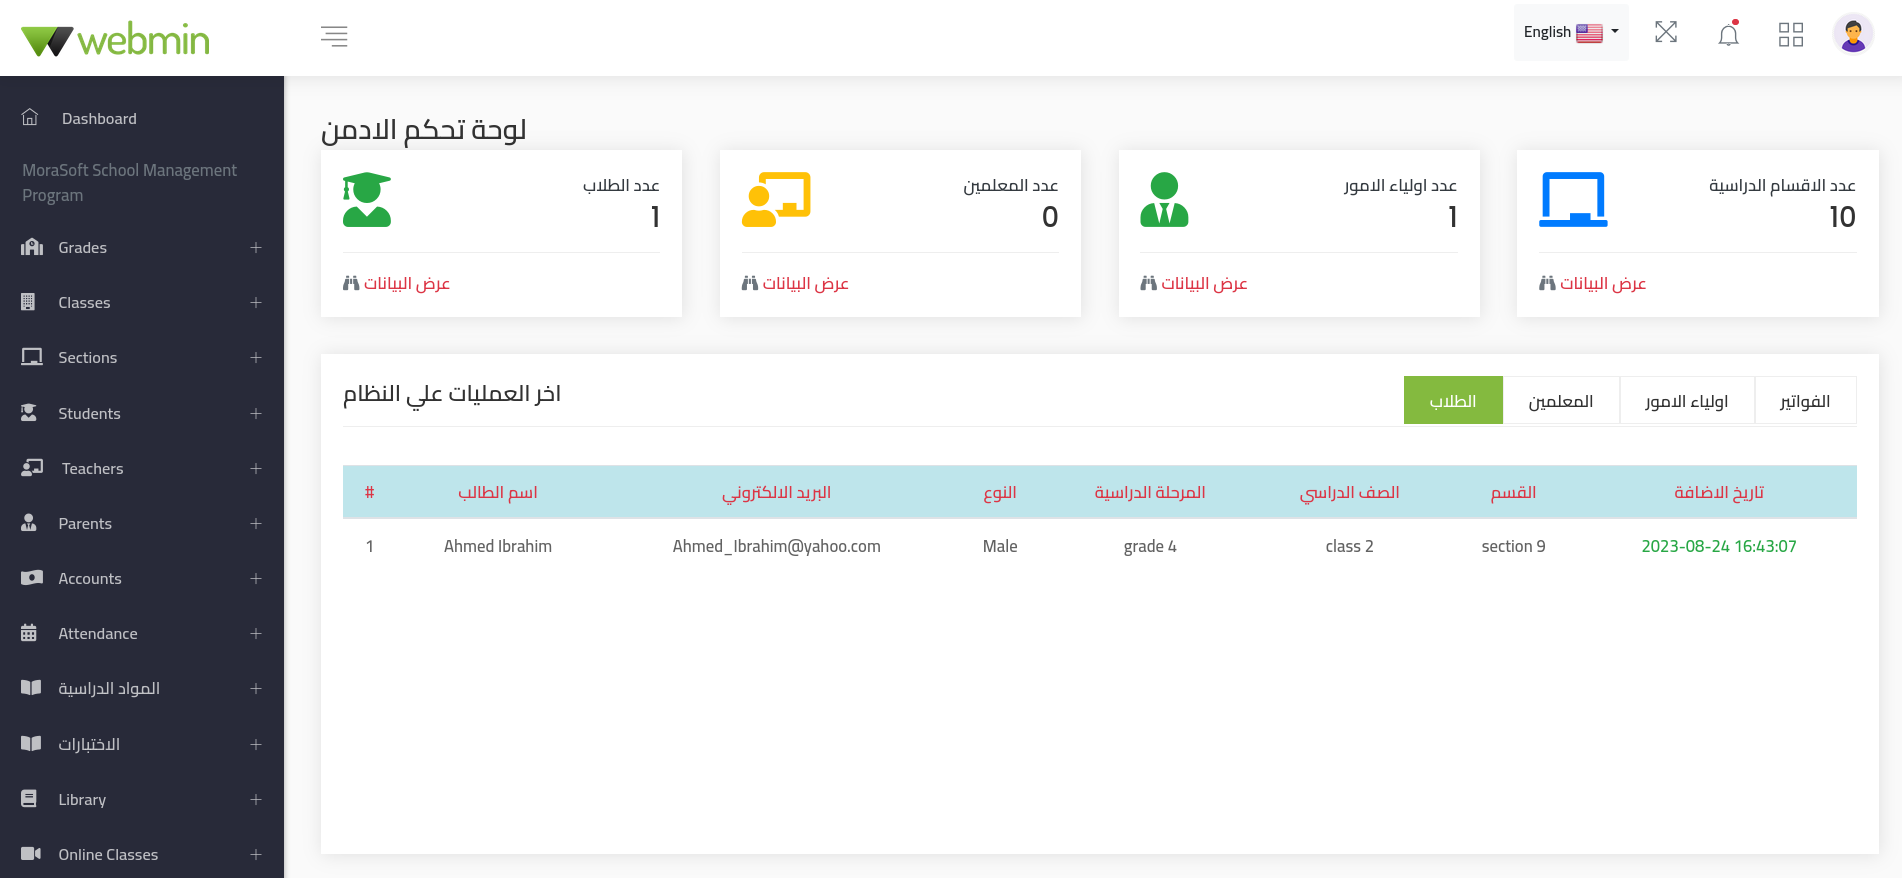 webmin
English
Dashboard
MoraSoft School Management
Program
Grades
Classes
Sections
Students
Teachers
Parents
Accounts
Attendance
المواد الدراسية
الاختبارات
Library
Online Classes
لوحة تحكم الادمن
عدد الطلاب
1
عرض البيانات
عدد المعلمين
0
عرض البيانات
عدد اولياء الامور
1
عرض البيانات
عدد الاقسام الدراسية
10
عرض البيانات
اخر العمليات علي النظام
الطلاب المعلمين اولياء الامور الفواتير
# اسم الطالب البريد الالكتروني النوع المرحلة الدراسية الصف الدراسي القسم تاريخ الاضافة
1 Ahmed Ibrahim Ahmed_Ibrahim@yahoo.com Male grade 4 class 2 section 9 2023-08-24 16:43:07